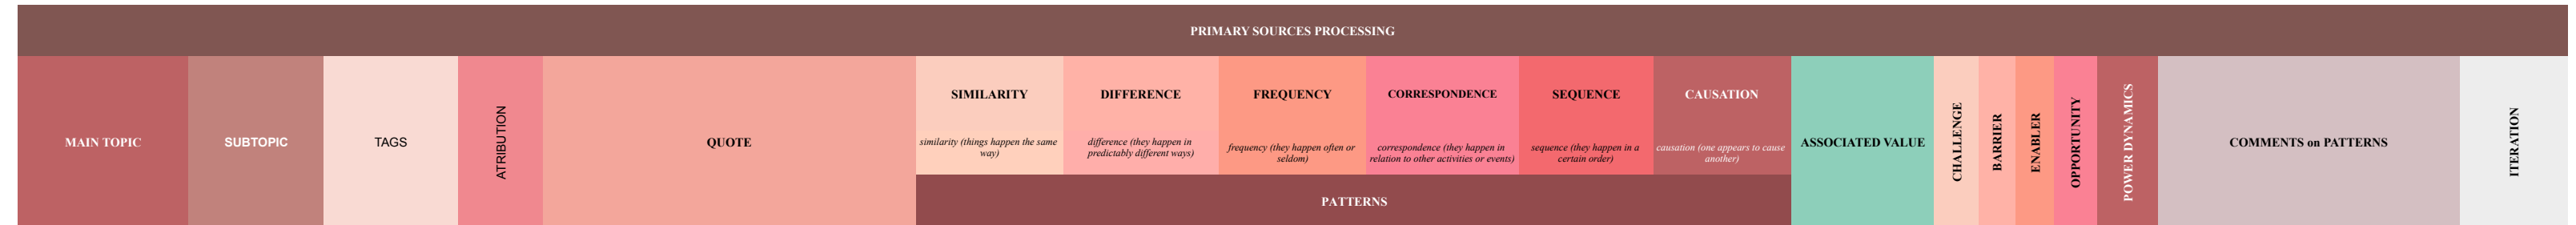 PRIMARY SOURCES PROCESSING
MAIN TOPIC
SUBTOPIC
TAGS
ATRIBUTION
QUOTE
SIMILARITY
similarity (things happen the same
way)
DIFFERENCE
difference (they happen in
predictably different ways)
FREQUENCY
frequency (they happen often or
seldom)
CORRESPONDENCE
correspondence (they happen in
relation to other activities or events)
SEQUENCE
sequence (they happen in a
certain order)
CAUSATION
causation (one appears to cause
another)
PATTERNS
ASSOCIATED VALUE
CHALLENGE
BARRIER
ENABLER
OPPORTUNITY
POWER DYNAMICS
COMMENTS on PATTERNS
ITERATION